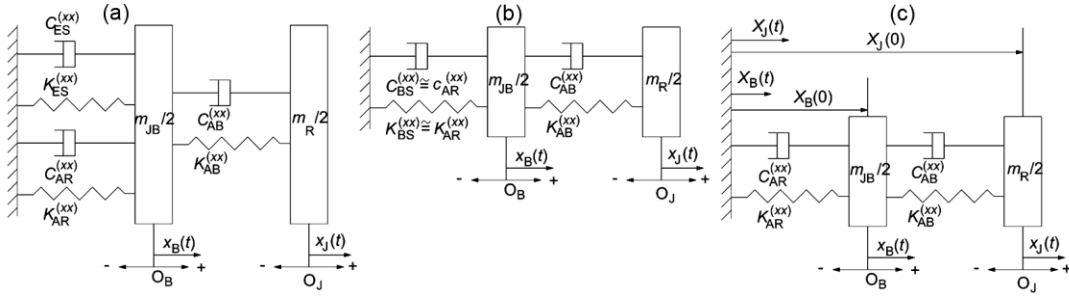 (a)
C_ES^(xx)
K_ES^(xx)
C_AR^(xx)
K_AR^(xx)
m_JB/2
C_AB^(xx)
K_AB^(xx)
m_R/2
x_B(t)
- O_B +
x_J(t)
- O_J +
(b)
C_BS^(xx) ≅ c_AR^(xx)
K_BS^(xx) ≅ K_AR^(xx)
m_JB/2
C_AB^(xx)
K_AB^(xx)
m_R/2
x_B(t)
- O_B +
x_J(t)
- O_J +
(c)
X_J(t)
X_J(0)
X_B(t)
X_B(0)
C_AR^(xx)
K_AR^(xx)
m_JB/2
C_AB^(xx)
K_AB^(xx)
m_R/2
x_B(t)
- O_B +
x_J(t)
- O_J +